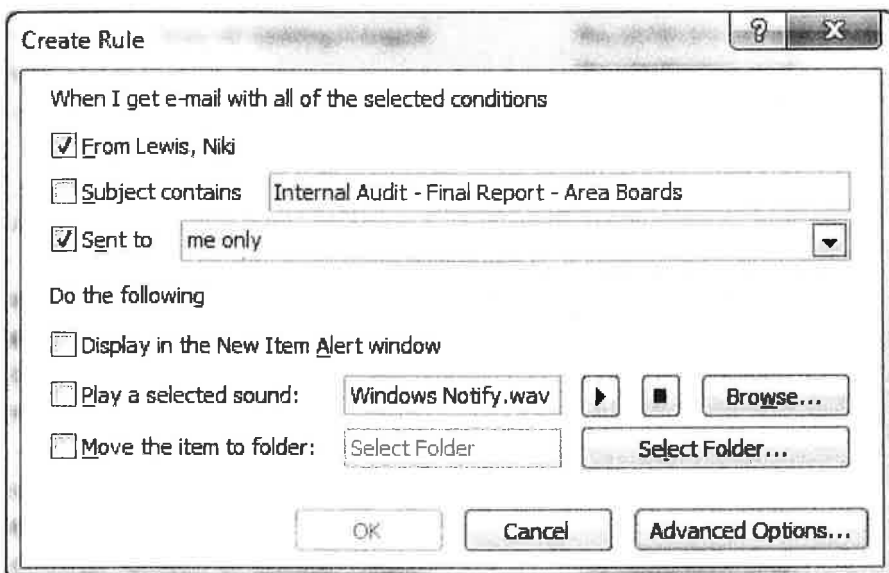 Create Rule
When I get e-mail with all of the selected conditions
From Lewis, Niki
Subject contains Internal Audit - Final Report - Area Boards
Sent to me only
Do the following
Display in the New Item Alert window
Play a selected sound: Windows Notify.wav Browse...
Move the item to folder: Select Folder Select Folder...
OK Cancel Advanced Options...